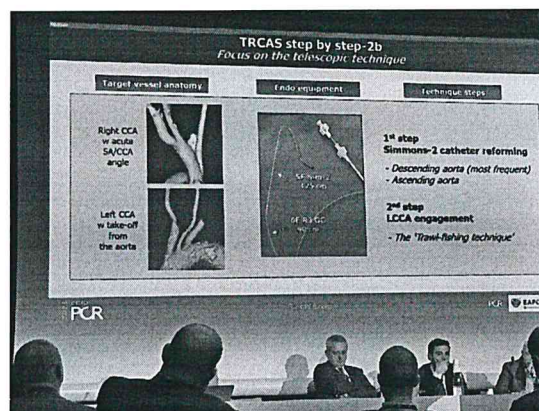 TRCAS step by step-2b
Focus on the telescopic technique
Target vessel anatomy
Endo equipment
Technique steps
Right CCA
w acute
SA/CCA
angle
Left CCA
w take-off
from
the aorta
1st step
Simmons-2 catheter reforming
- Descending aorta (most frequent)
- Ascending aorta
2nd step
LCCA engagement
- The 'Trawl-fishing technique'
PCR
PCR
EAPC